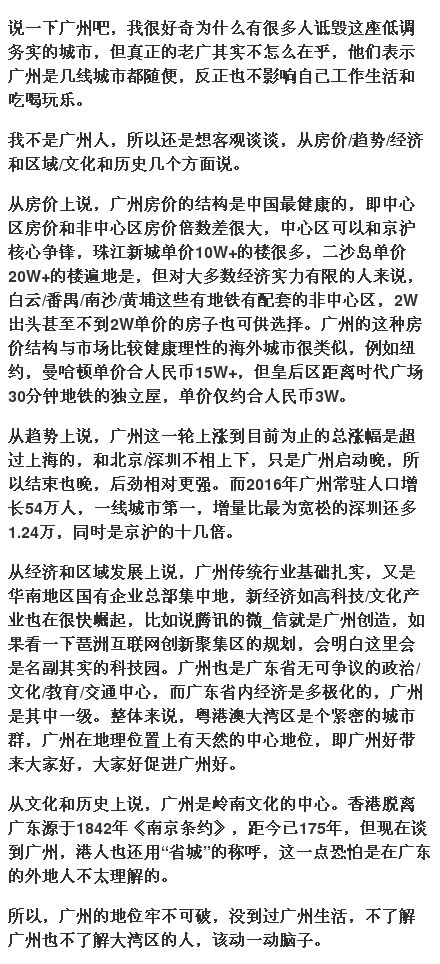 说一下广州吧，我很好奇为什么有很多人诋毁这座低调
务实的城市，但真正的老广其实不怎么在乎，他们表示
广州是几线城市都随便，反正也不影响自己工作生活和
吃喝玩乐。
我不是广州人，所以还是想客观谈谈，从房价/趋势/经济
和区域/文化和历史几个方面说。
从房价上说，广州房价的结构是中国最健康的，即中心
区房价和非中心区房价倍数差很大，中心区可以和京沪
核心争锋，珠江新城单价10W+的楼很多，二沙岛单价
20W+的楼遍地是，但对大多数经济实力有限的人来说，
白云/番禺/南沙/黄埔这些有地铁有配套的非中心区，2W
出头甚至不到2W单价的房子也可供选择。广州的这种房
价结构与市场比较健康理性的海外城市很类似，例如纽
约，曼哈顿单价合人民币15W+，但皇后区距离时代广场
30分钟地铁的独立屋，单价仅约合人民币3W。
从趋势上说，广州这一轮上涨到目前为止的总涨幅是超
过上海的，和北京/深圳不相上下，只是广州启动晚，所
以结束也晚，后劲相对更强。而2016年广州常驻人口增
长54万人，一线城市第一，增量比最为宽松的深圳还多
1.24万，同时是京沪的十几倍。
从经济和区域发展上说，广州传统行业基础扎实，又是
华南地区国有企业总部集中地，新经济如高科技/文化产
业也在很快崛起，比如说腾讯的微_信就是广州创造，如
果看一下琶洲互联网创新聚集区的规划，会明白这里会
是名副其实的科技园。广州也是广东省无可争议的政治/
文化/教育/交通中心，而广东省内经济是多极化的，广州
是其中一级。整体来说，粤港澳大湾区是个紧密的城市
群，广州在地理位置上有天然的中心地位，即广州好带
来大家好，大家好促进广州好。
从文化和历史上说，广州是岭南文化的中心。香港脱离
广东源于1842年《南京条约》，距今已175年，但现在谈
到广州，港人也还用“省城”的称呼，这一点恐怕是在广东
的外地人不太理解的。
所以，广州的地位牢不可破，没到过广州生活，不了解
广州也不了解大湾区的人，该动一动脑子。